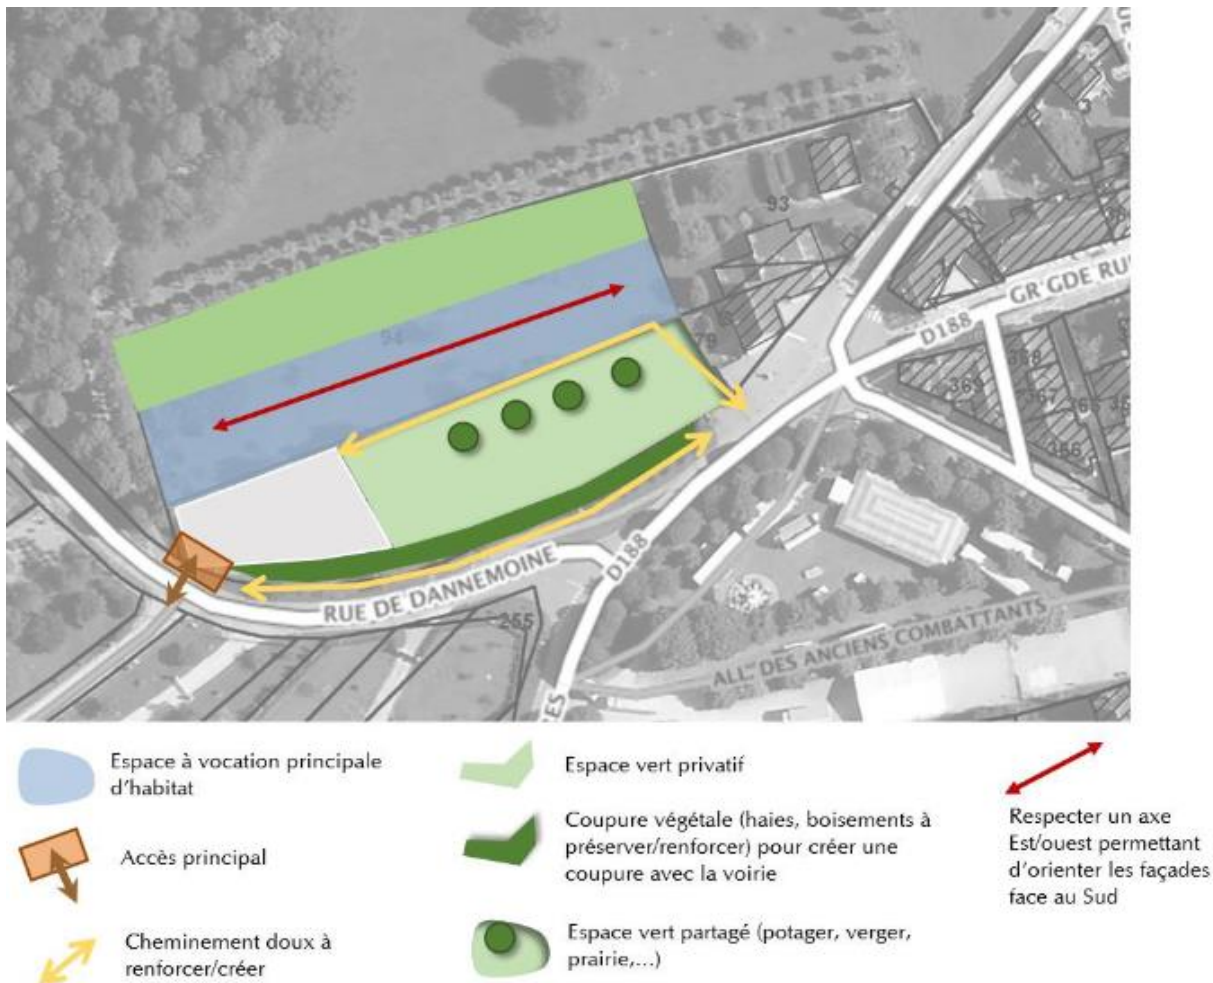 93
94
79
D188
GR GDE RU
368
369
367
366
D188
RUE DE DANNEMOINE
255
ALL. DES ANCIENS COMBATTANTS
Espace à vocation principale
d'habitat
Accès principal
Cheminement doux à
renforcer/créer
Espace vert privatif
Coupure végétale (haies, boisements à
préserver/renforcer) pour créer une
coupure avec la voirie
Espace vert partagé (potager, verger,
prairie,...)
Respecter un axe
Est/ouest permettant
d'orienter les façades
face au Sud